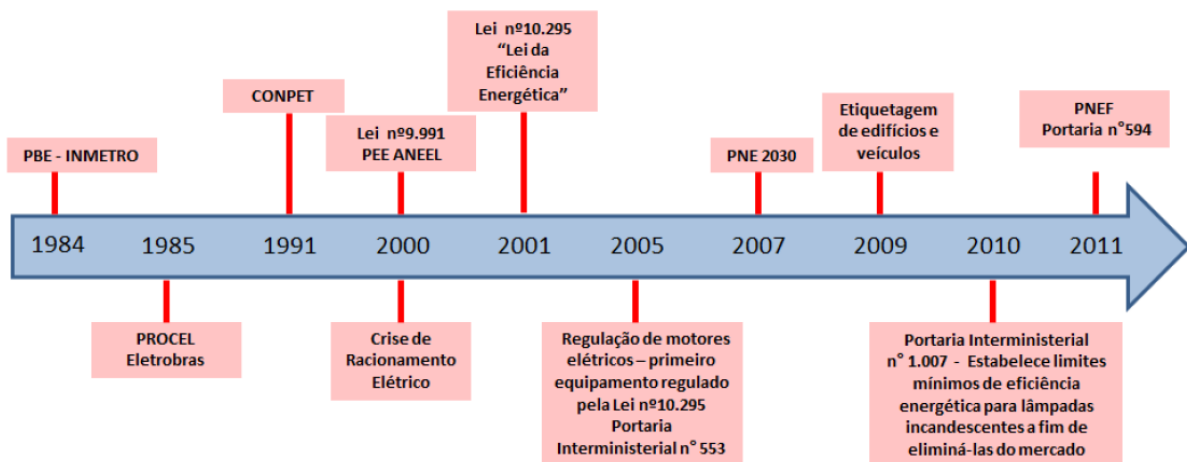 Lei nº10.295
“Lei da
Eficiência
Energética”
CONPET
Etiquetagem
de edifícios e
veículos
PNEF
Portaria n°594
Lei nº9.991
PEE ANEEL
PBE - INMETRO
PNE 2030
1984
1985
1991
2000
2001
2005
2007
2009
2010
2011
PROCEL
Eletrobras
Crise de
Racionamento
Elétrico
Regulação de motores
elétricos – primeiro
equipamento regulado
pela Lei nº10.295
Portaria
Interministerial n° 553
Portaria Interministerial
n° 1.007 - Estabelece limites
mínimos de eficiência
energética para lâmpadas
incandescentes a fim de
eliminá-las do mercado